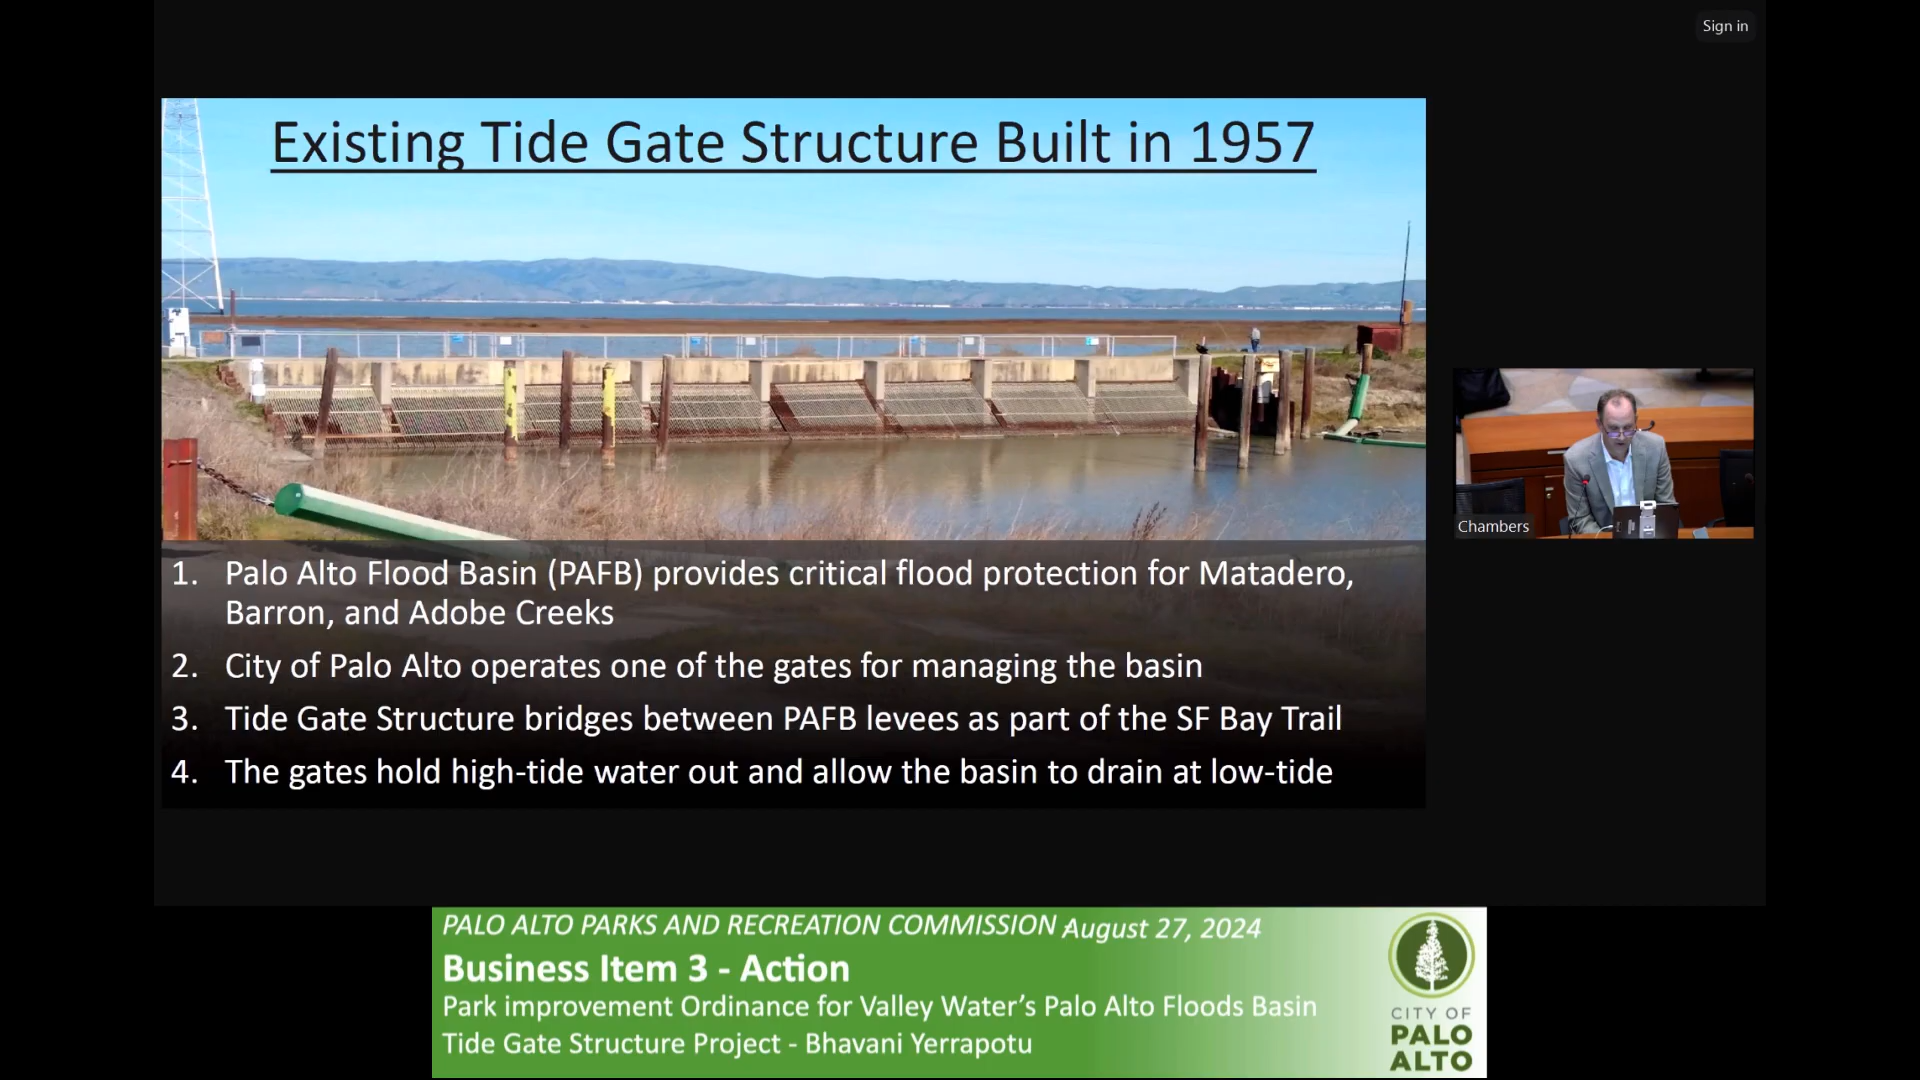 Sign in
Existing Tide Gate Structure Built in 1957
1. Palo Alto Flood Basin (PAFB) provides critical flood protection for Matadero,
Barron, and Adobe Creeks
2. City of Palo Alto operates one of the gates for managing the basin
3. Tide Gate Structure bridges between PAFB levees as part of the SF Bay Trail
4. The gates hold high-tide water out and allow the basin to drain at low-tide
Chambers
PALO ALTO PARKS AND RECREATION COMMISSION August 27, 2024
Business Item 3 - Action
Park improvement Ordinance for Valley Water's Palo Alto Floods Basin
Tide Gate Structure Project - Bhavani Yerrapotu
CITY OF
PALO
ALTO